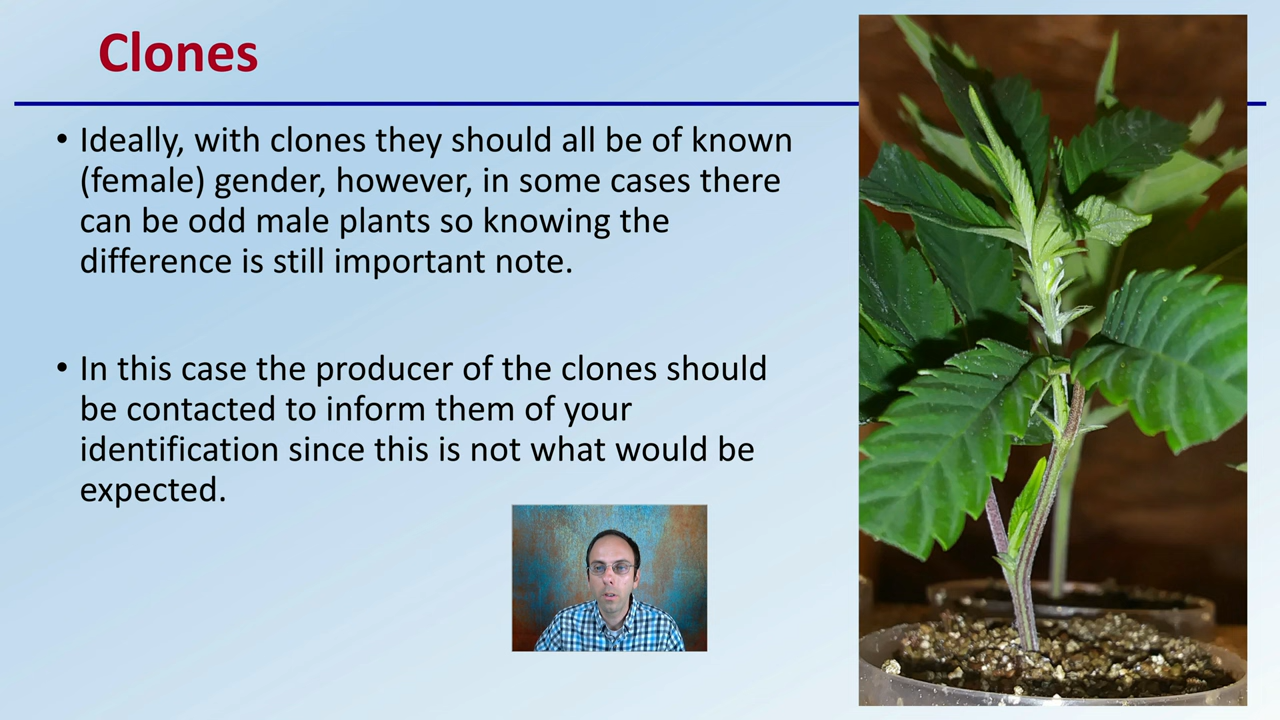 Clones
• Ideally, with clones they should all be of known
(female) gender, however, in some cases there
can be odd male plants so knowing the
difference is still important note.
• In this case the producer of the clones should
be contacted to inform them of your
identification since this is not what would be
expected.